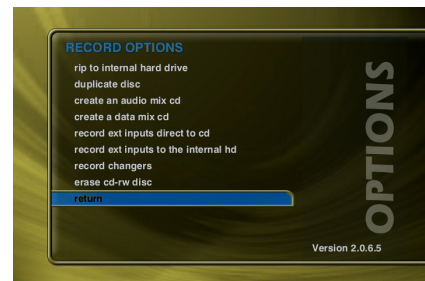 RECORD OPTIONS
rip to internal hard drive
duplicate disc
create an audio mix cd
create a data mix cd
record ext inputs direct to cd
record ext inputs to the internal hd
record changers
erase cd-rw disc
return
OPTIONS
Version 2.0.6.5